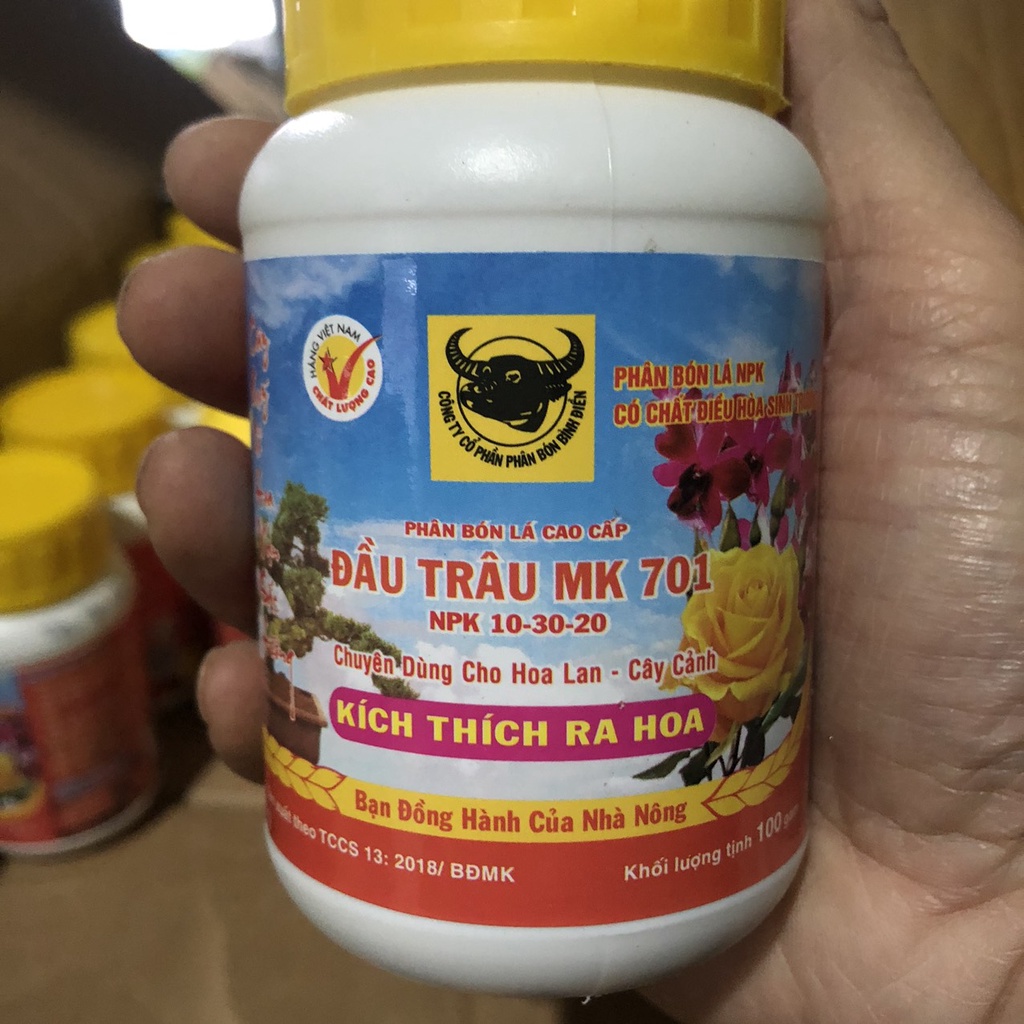 HÀNG VIỆT NAM
CHẤT LƯỢNG CAO
CÔNG TY CỔ PHẦN PHÂN BÓN BÌNH ĐIỀN
PHÂN BÓN LÁ NPK
CÓ CHẤT ĐIỀU HÒA SINH
PHÂN BÓN LÁ CAO CẤP
ĐẦU TRÂU MK 701
NPK 10-30-20
Chuyên Dùng Cho Hoa Lan - Cây Cảnh
KÍCH THÍCH RA HOA
Bạn Đồng Hành Của Nhà Nông
theo TCCS 13: 2018/ BĐMK
Khối lượng tịnh 100 gam